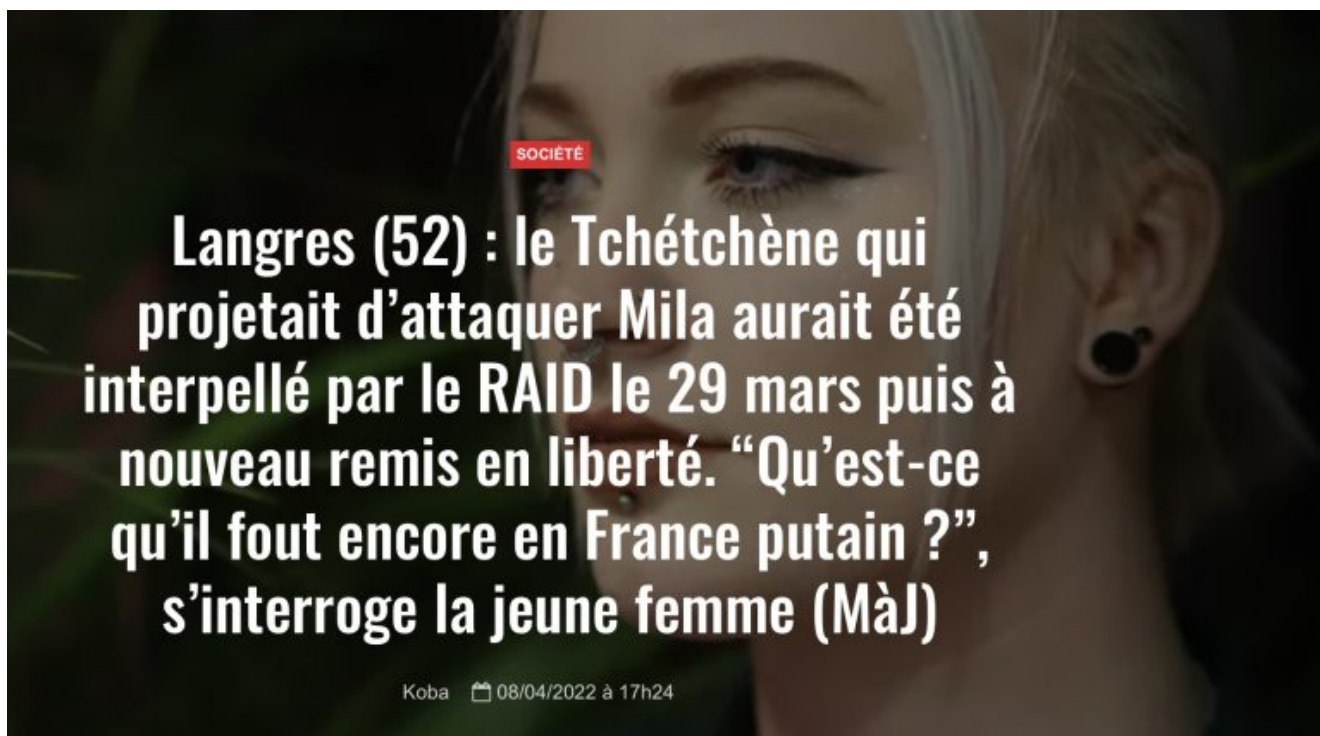 SOCIÉTÉ
Langres (52) : le Tchétchène qui
projetait d’attaquer Mila aurait été
interpellé par le RAID le 29 mars puis à
nouveau remis en liberté. “Qu’est-ce
qu’il fout encore en France putain ?”,
s’interroge la jeune femme (MàJ)
Koba 08/04/2022 à 17h24